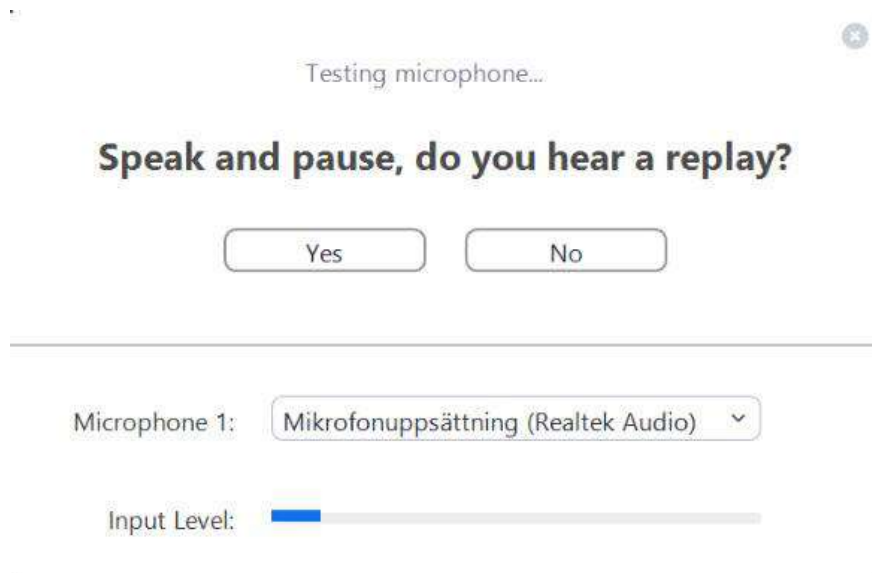 Testing microphone...
Speak and pause, do you hear a replay?
Yes No
Microphone 1: Mikrofonuppsättning (Realtek Audio)
Input Level: